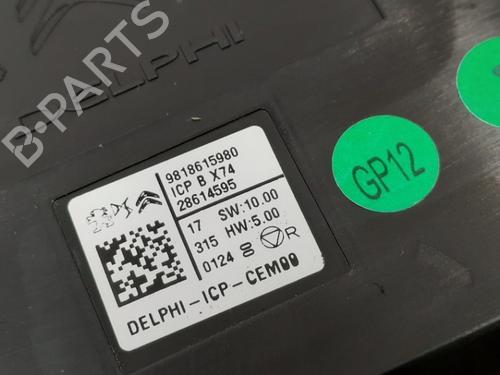 B-PARTS
DELPHI
9818615980
ICP B X74
28614595
17 SW:10.00
315 HW:5.00
0124 R
DELPHI-ICP-CEM00
GP12